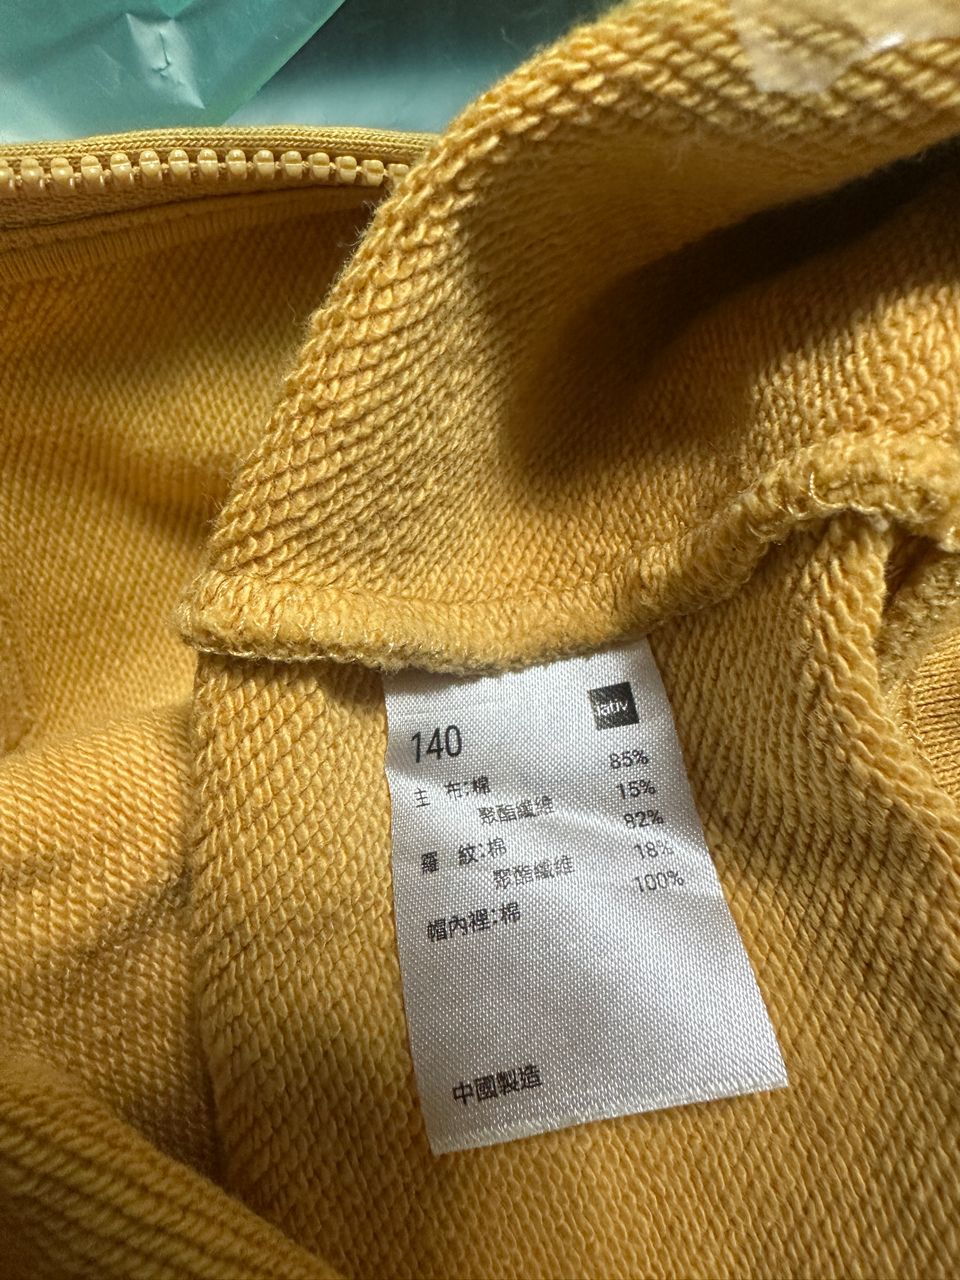 nativ
140
主 布:棉 85%
聚酯纖維 15%
羅 紋:棉 82%
聚酯纖維 18%
帽內裡:棉 100%
中國製造